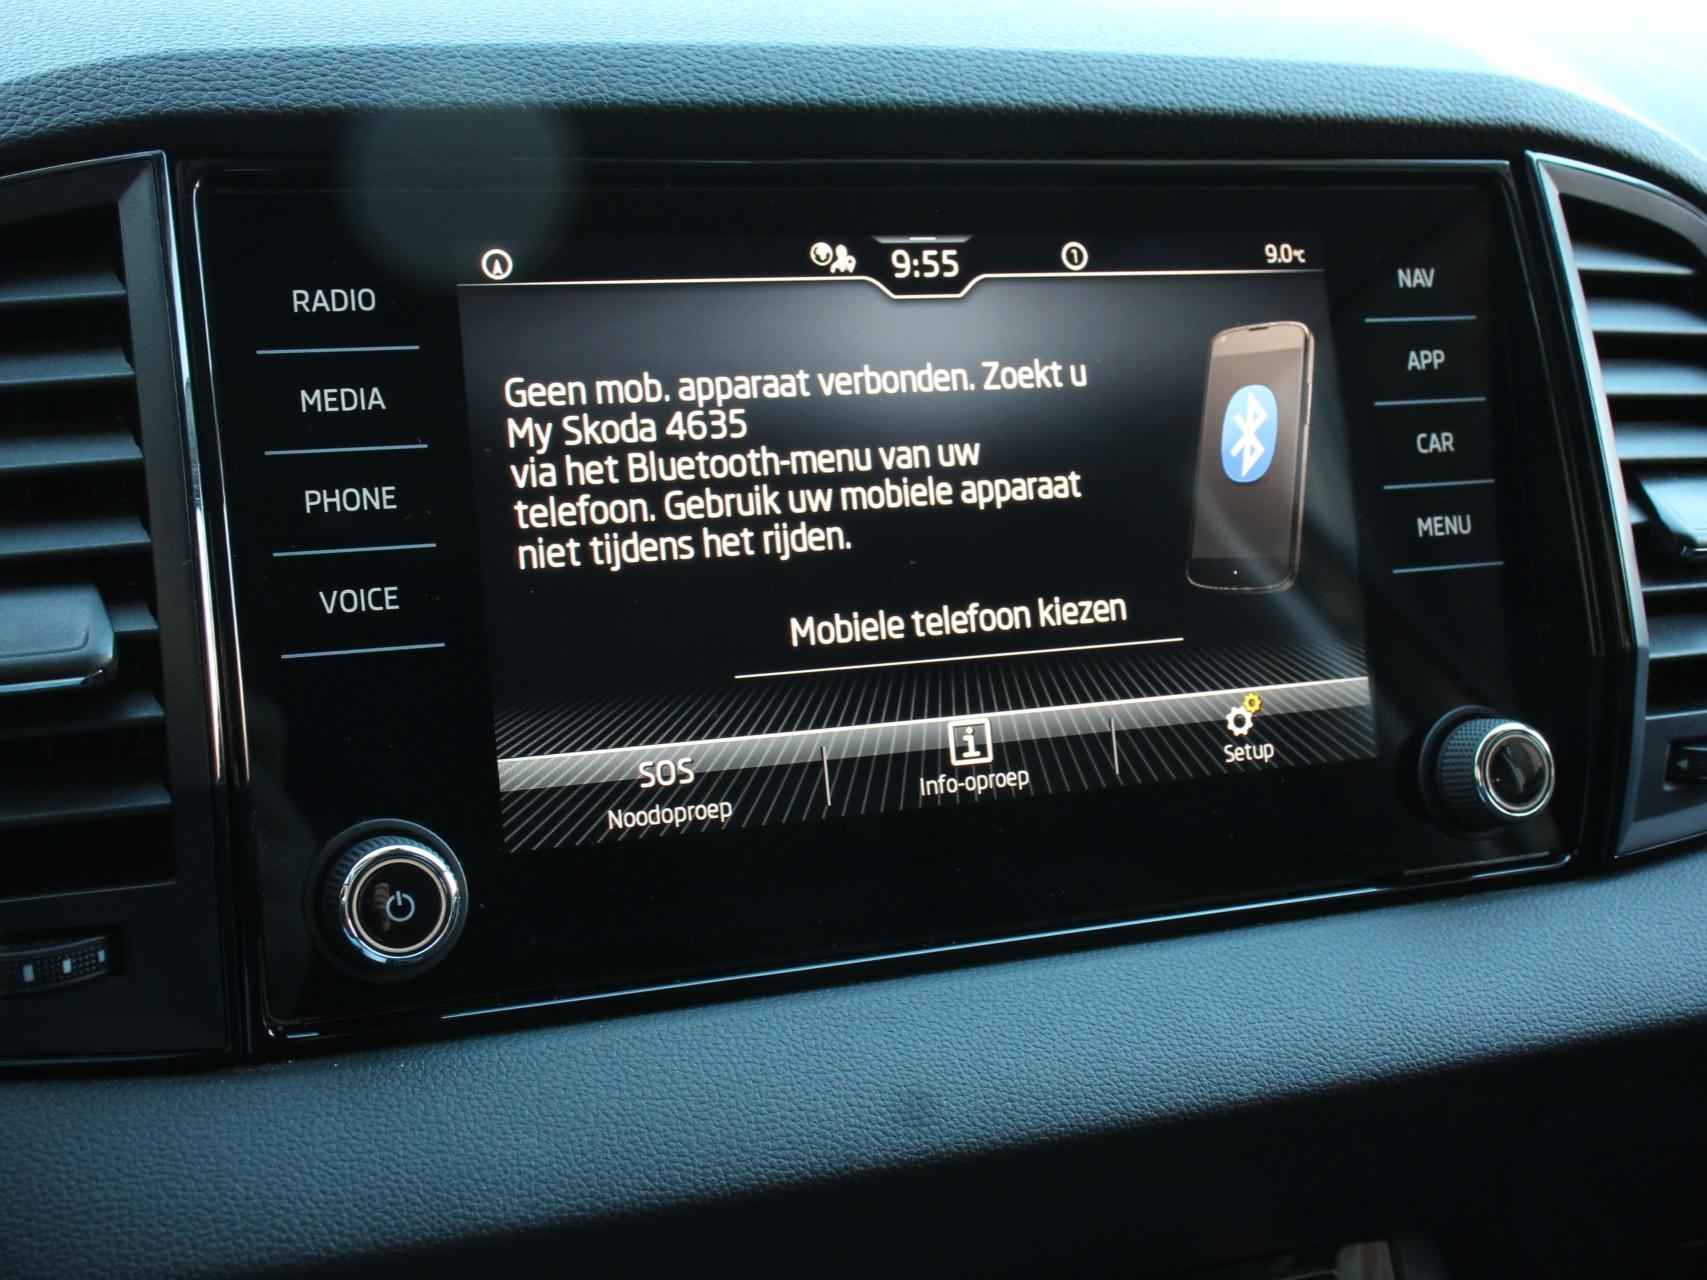 9:55
1
9.0°C
RADIO
MEDIA
PHONE
VOICE
NAV
APP
CAR
MENU
Geen mob. apparaat verbonden. Zoekt u
My Skoda 4635
via het Bluetooth-menu van uw
telefoon. Gebruik uw mobiele apparaat
niet tijdens het rijden.
Mobiele telefoon kiezen
SOS
Noodoproep
i
Info-oproep
Setup